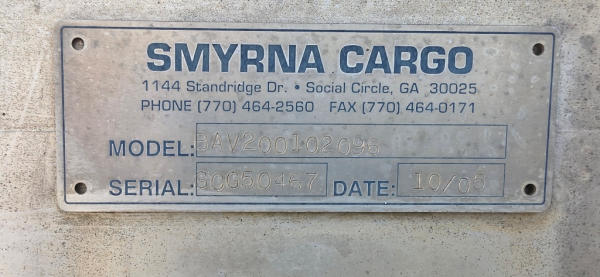 SMYRNA CARGO
1144 Standridge Dr. • Social Circle, GA 30025
PHONE (770) 464-2560 FAX (770) 464-0171
MODEL: BAV200102096
SERIAL: DATE: 10/05